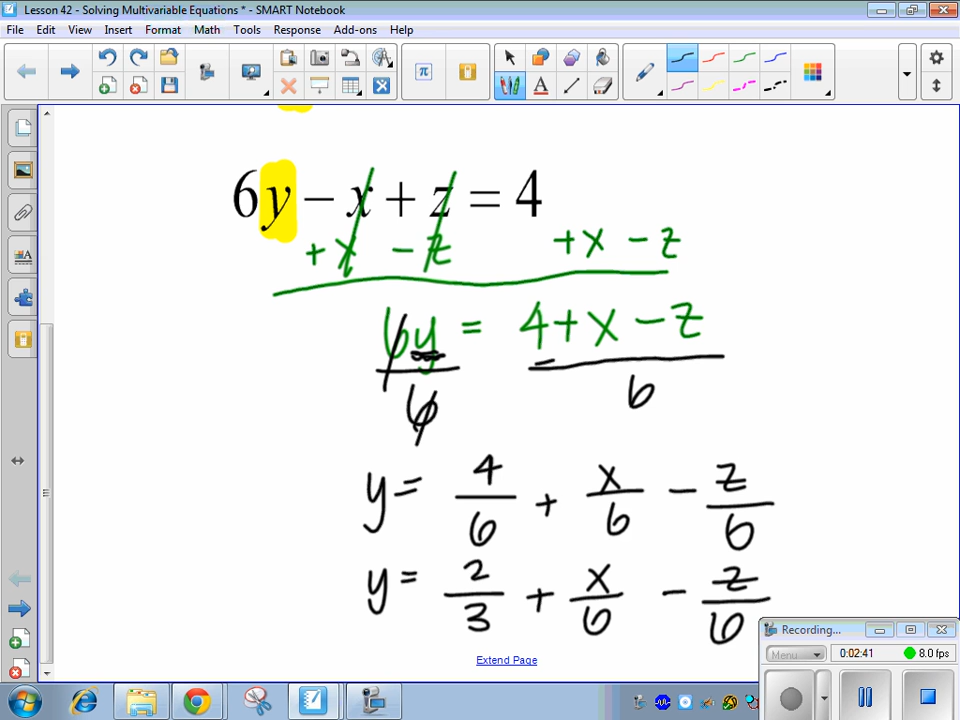 Lesson 42 - Solving Multivariable Equations * - SMART Notebook
File Edit View Insert Format Math Tools Response Add-ons Help
π
A
6y − x + z = 4
+ x − z + x − z
6y = 4 + x − z
6 6
y = 4/6 + x/6 − z/6
y = 2/3 + x/6 − z/6
Extend Page
Recording...
Menu 0:02:41 8.0 fps